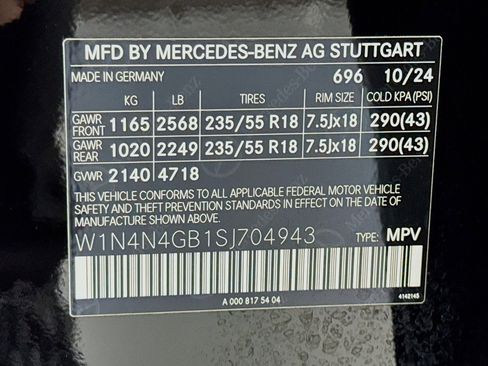 MFD BY MERCEDES-BENZ AG STUTTGART
MADE IN GERMANY 696 10/24
KG LB TIRES RIM SIZE COLD KPA (PSI)
GAWR FRONT 1165 2568 235/55 R18 7.5Jx18 290(43)
GAWR REAR 1020 2249 235/55 R18 7.5Jx18 290(43)
GVWR 2140 4718
THIS VEHICLE CONFORMS TO ALL APPLICABLE FEDERAL MOTOR VEHICLE
SAFETY AND THEFT PREVENTION STANDARDS IN EFFECT ON THE DATE OF
MANUFACTURE SHOWN ABOVE.
W1N4N4GB1SJ704943 TYPE: MPV
A 000 817 54 04 4142145